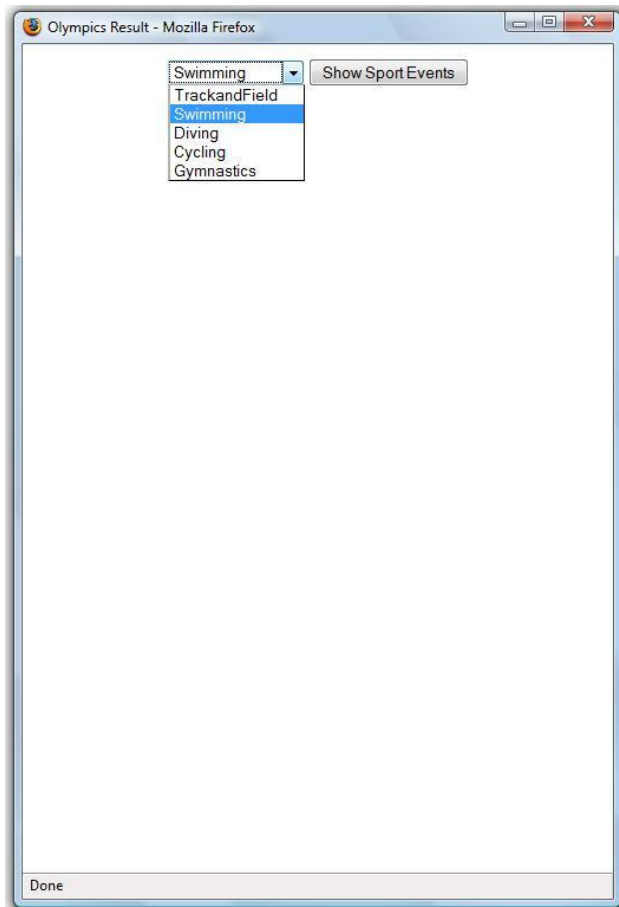 Olympics Result - Mozilla Firefox
Swimming Show Sport Events
TrackandField
Swimming
Diving
Cycling
Gymnastics
Done